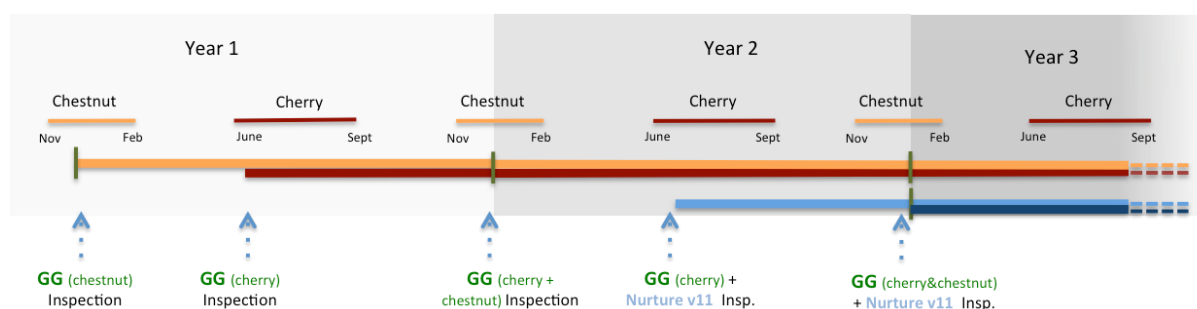 Year 1
Year 2
Year 3
Chestnut
Cherry
Chestnut
Cherry
Chestnut
Cherry
Nov
Feb
June
Sept
Nov
Feb
June
Sept
Nov
Feb
June
Sept
GG (chestnut)
Inspection
GG (cherry)
Inspection
GG (cherry +
chestnut) Inspection
GG (cherry) +
Nurture v11 Insp.
GG (cherry&chestnut)
+ Nurture v11 Insp.